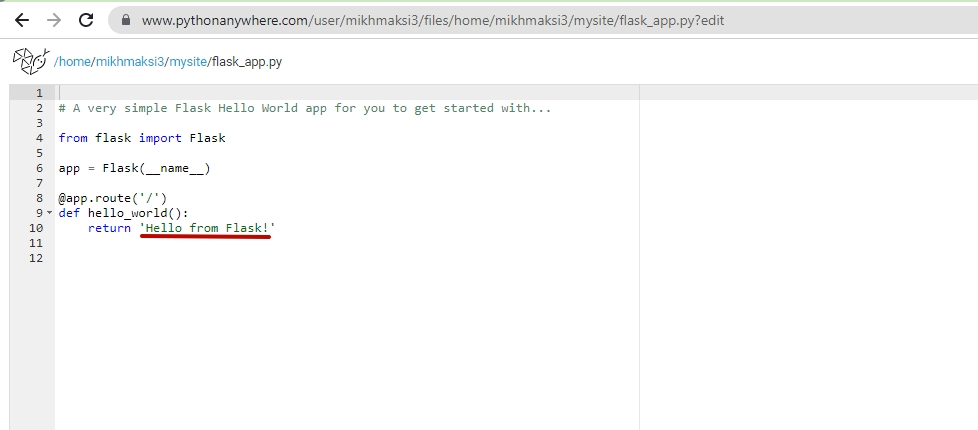 www.pythonanywhere.com/user/mikhmaksi3/files/home/mikhmaksi3/mysite/flask_app.py?edit
/home/mikhmaksi3/mysite/flask_app.py
1
2 # A very simple Flask Hello World app for you to get started with...
3
4 from flask import Flask
5
6 app = Flask(__name__)
7
8 @app.route('/')
9 def hello_world():
10     return 'Hello from Flask!'
11
12